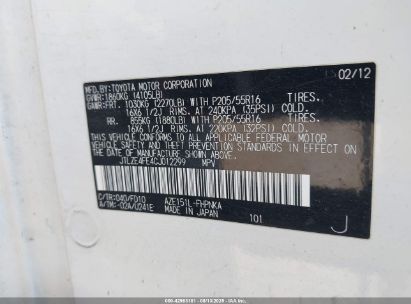 MFD. BY: TOYOTA MOTOR CORPORATION 02/12
GVWR: 1860KG (4105LB)
GAWR: FRT. 1030KG (2270LB) WITH P205/55R16 TIRES,
16X6 1/2J RIMS, AT 240KPA (35PSI) COLD.
RR. 855KG (1880LB) WITH P205/55R16 TIRES,
16X6 1/2J RIMS, AT 220KPA (32PSI) COLD.
THIS VEHICLE CONFORMS TO ALL APPLICABLE FEDERAL MOTOR
VEHICLE SAFETY AND THEFT PREVENTION STANDARDS IN
EFFECT ON THE DATE OF MANUFACTURE SHOWN ABOVE.
JTLZE4FE4CJ012299 MPV
C/TR: 040/FD10 AZE151L-FHPNKA
A/TM: -02A/U241E MADE IN JAPAN 101 J